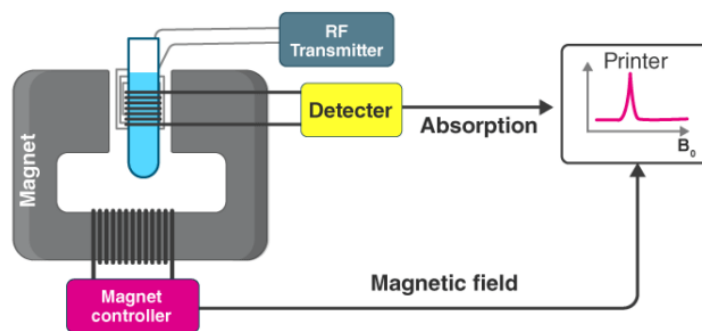 RF
Transmitter
Printer
Detecter
Absorption
B₀
Magnet
Magnetic field
Magnet
controller